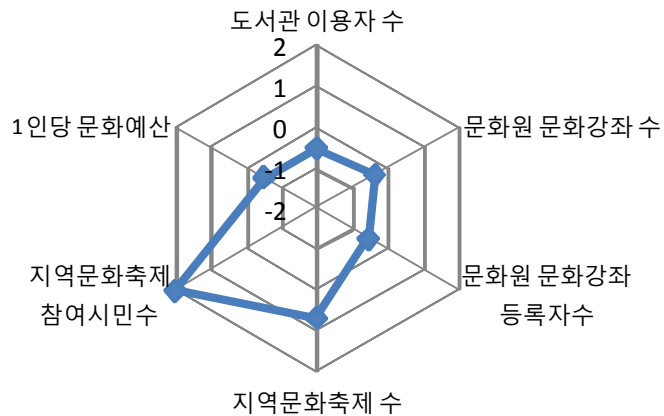 도서관 이용자 수
2
1
0
-1
-2
1인당 문화예산
문화원 문화강좌 수
지역문화축제
참여시민수
문화원 문화강좌
등록자수
지역문화축제 수